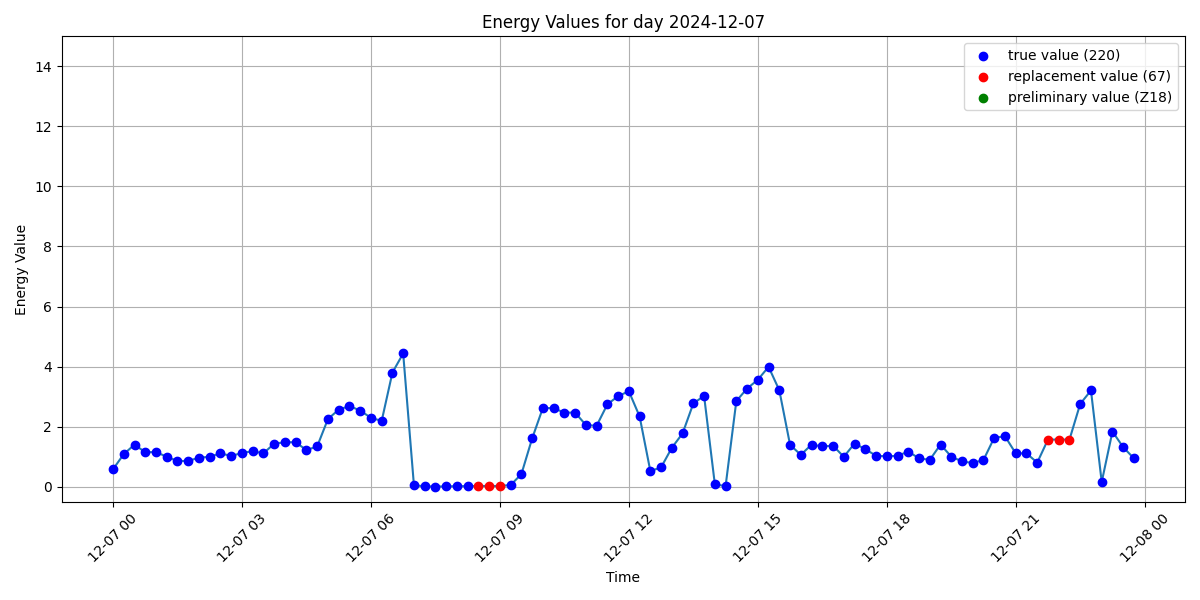 Energy Values for day 2024-12-07
true value (220)
replacement value (67)
preliminary value (Z18)
Energy Value
14
12
10
8
6
4
2
0
12-07 00
12-07 03
12-07 06
12-07 09
12-07 12
12-07 15
12-07 18
12-07 21
12-08 00
Time